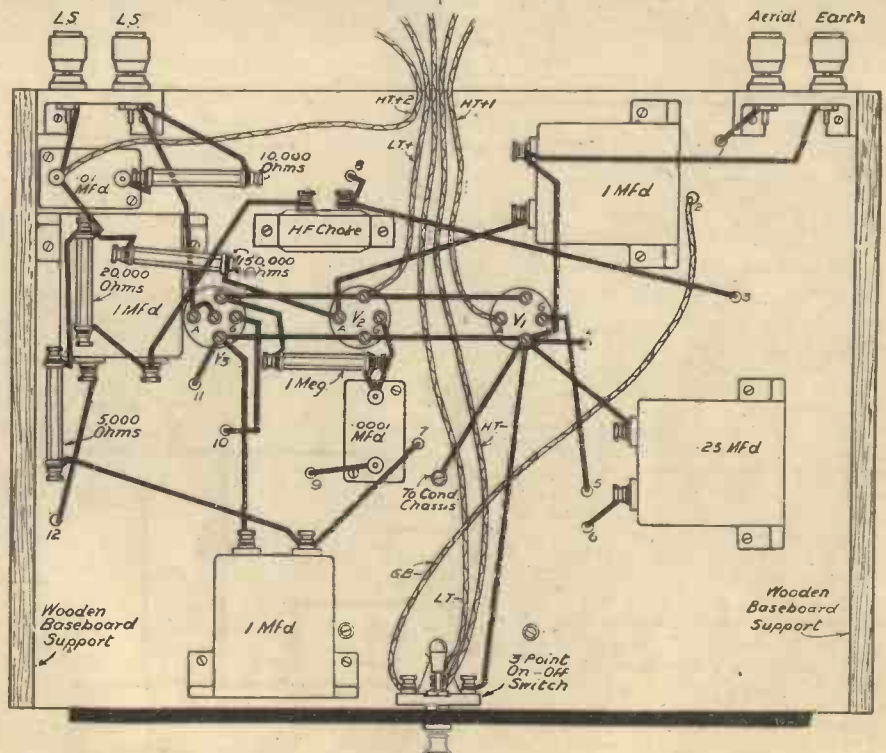 L.S. L.S. Aerial Earth
HT.+2 HT+1
LT+
10,000 Ohms
.01 Mfd
8
1 Mfd
1
2
HF Choke
150,000 Ohms
20,000 Ohms
1 Mfd
3
A G
V3
A V2 G
A V1 G
4
11
1 Meg
5,000 Ohms
.0001 Mfd
10
7
9
HT-
To Cond. Chassis
5
6
.25 Mfd
12
GB-
LT-
1 Mfd
Wooden Baseboard Support
3 Point On-Off Switch
Wooden Baseboard Support